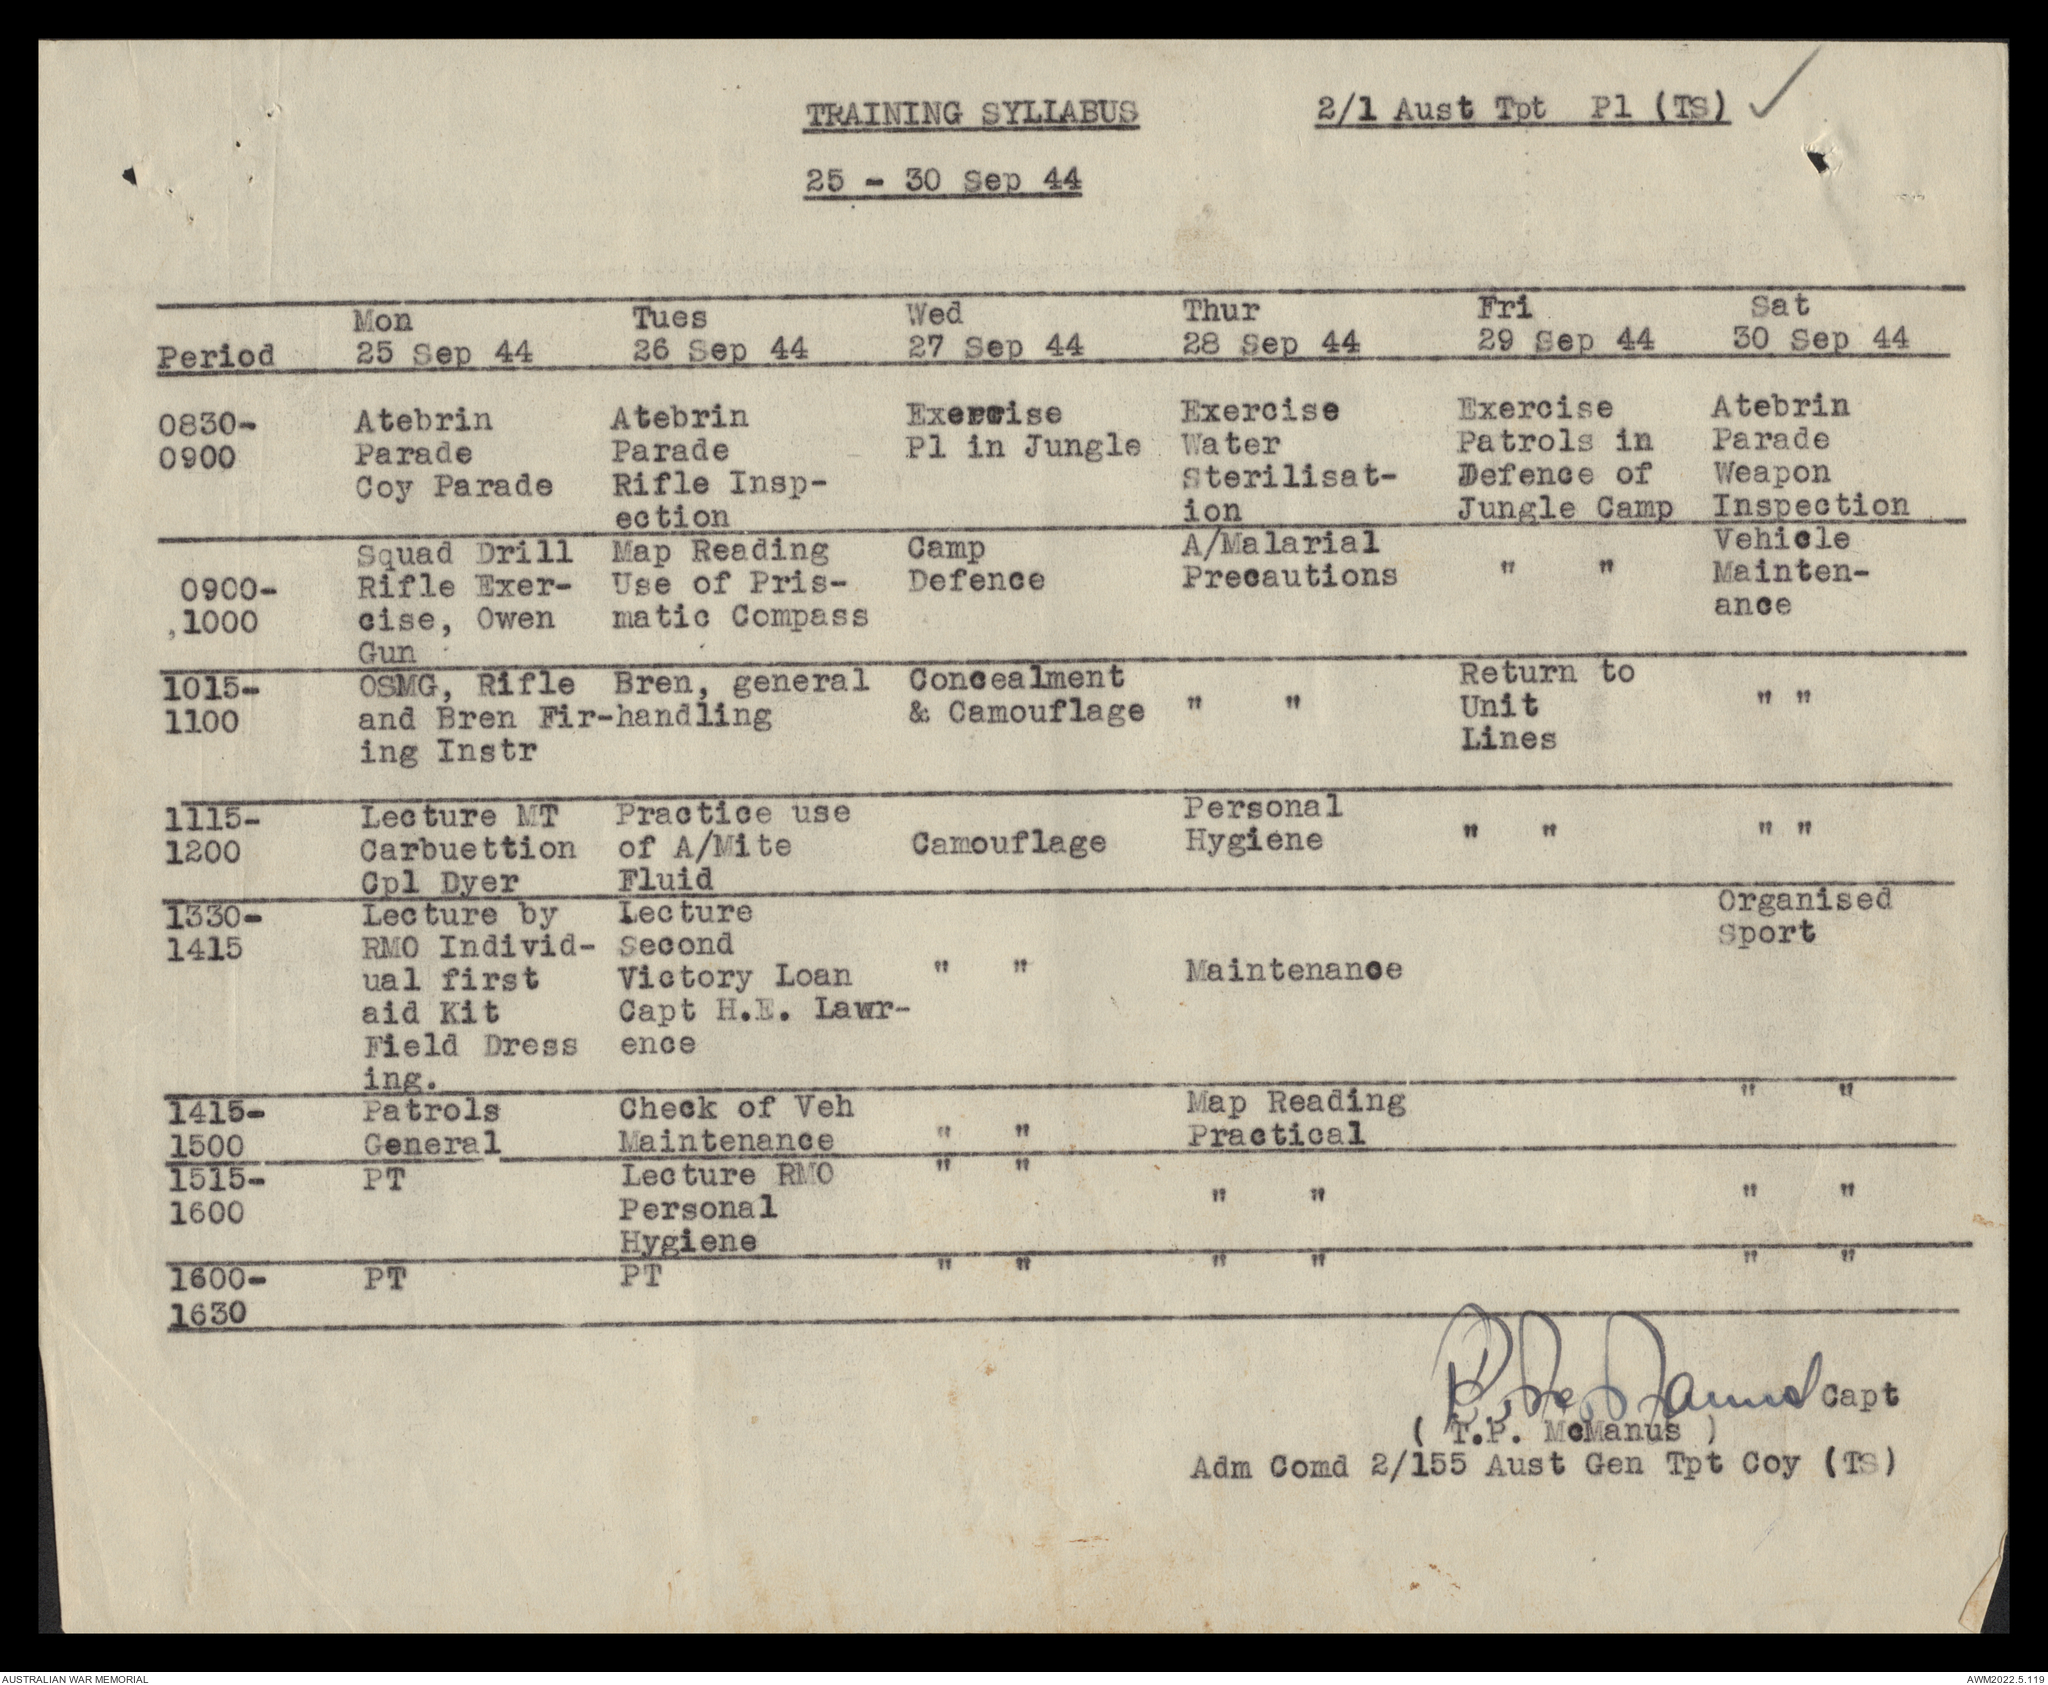 TRAINING SYLLABUS 2/1 Aust Tpt Pl (TS)
25 - 30 Sep 44
Mon Tues Wed Thur Fri Sat
Period 25 Sep 44 26 Sep 44 27 Sep 44 28 Sep 44 29 Sep 44 30 Sep 44
0830- Atebrin Atebrin Exercise Exercise Exercise Atebrin
0900 Parade Parade Pl in Jungle Water Patrols in Parade
Coy Parade Rifle Insp- Sterilisat- Defence of Weapon
ection ion Jungle Camp Inspection
Squad Drill Map Reading Camp A/Malarial Vehicle
0900- Rifle Exer- Use of Pris- Defence Precautions " " Mainten-
,1000 cise, Owen matic Compass ance
Gun
1015- OSMG, Rifle Bren, general Concealment Return to
1100 and Bren Fir-handling & Camouflage " " Unit " "
ing Instr Lines
1115- Lecture MT Practice use Personal
1200 Carbuettion of A/Mite Camouflage Hygiene " " " "
Cpl Dyer Fluid
1330- Lecture by Lecture Organised
1415 RMO Individ- Second Sport
ual first Victory Loan " " Maintenance
aid Kit Capt H.E. Lawr-
Field Dress ence
ing. " "
1415- Patrols Check of Veh Map Reading
1500 General Maintenance " " Practical
1515- PT Lecture RMO " "
1600 Personal " " " "
Hygiene
1600- PT PT " " " " " "
1630
Capt
( T.P. McManus )
Adm Comd 2/155 Aust Gen Tpt Coy (TS)
AUSTRALIAN WAR MEMORIAL AWM2022.5.119